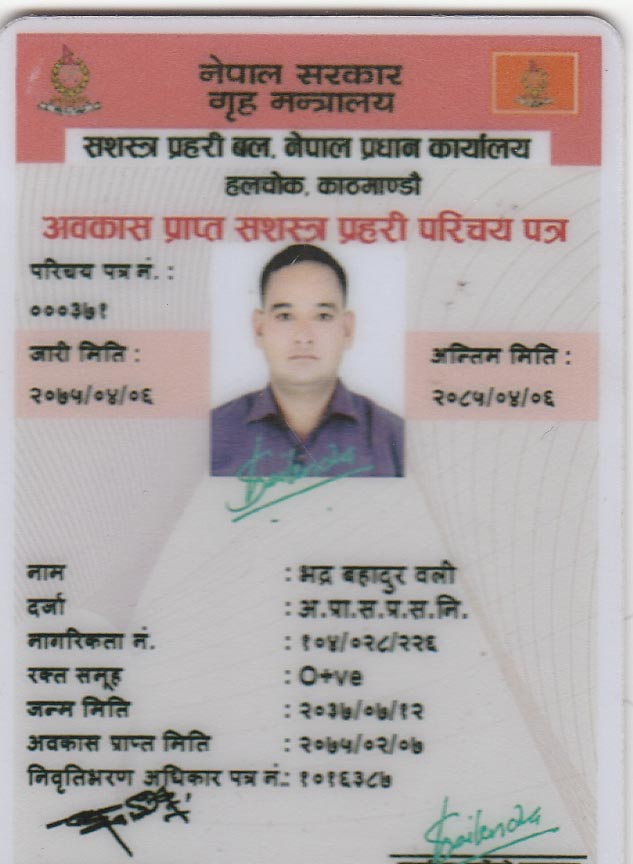 नेपाल सरकार
गृह मन्त्रालय
सशस्त्र प्रहरी बल, नेपाल प्रधान कार्यालय
हलचोक, काठमाण्डौ
अवकास प्राप्त सशस्त्र प्रहरी परिचय पत्र
परिचय पत्र नं. :
०००३७१
जारी मिति :
२०७५/०४/०६
अन्तिम मिति :
२०८५/०४/०६
Shailendra
नाम : भद्र बहादुर वली
दर्जा : अ.पा.स.प्र.स.नि.
नागरिकता नं. : १०४/०२८/२२६
रक्त समूह : O+ve
जन्म मिति : २०३७/०७/१२
अवकास प्राप्त मिति : २०७५/०२/०७
निवृतिभरण अधिकार पत्र नं.: १०१६३८७
Shailendra